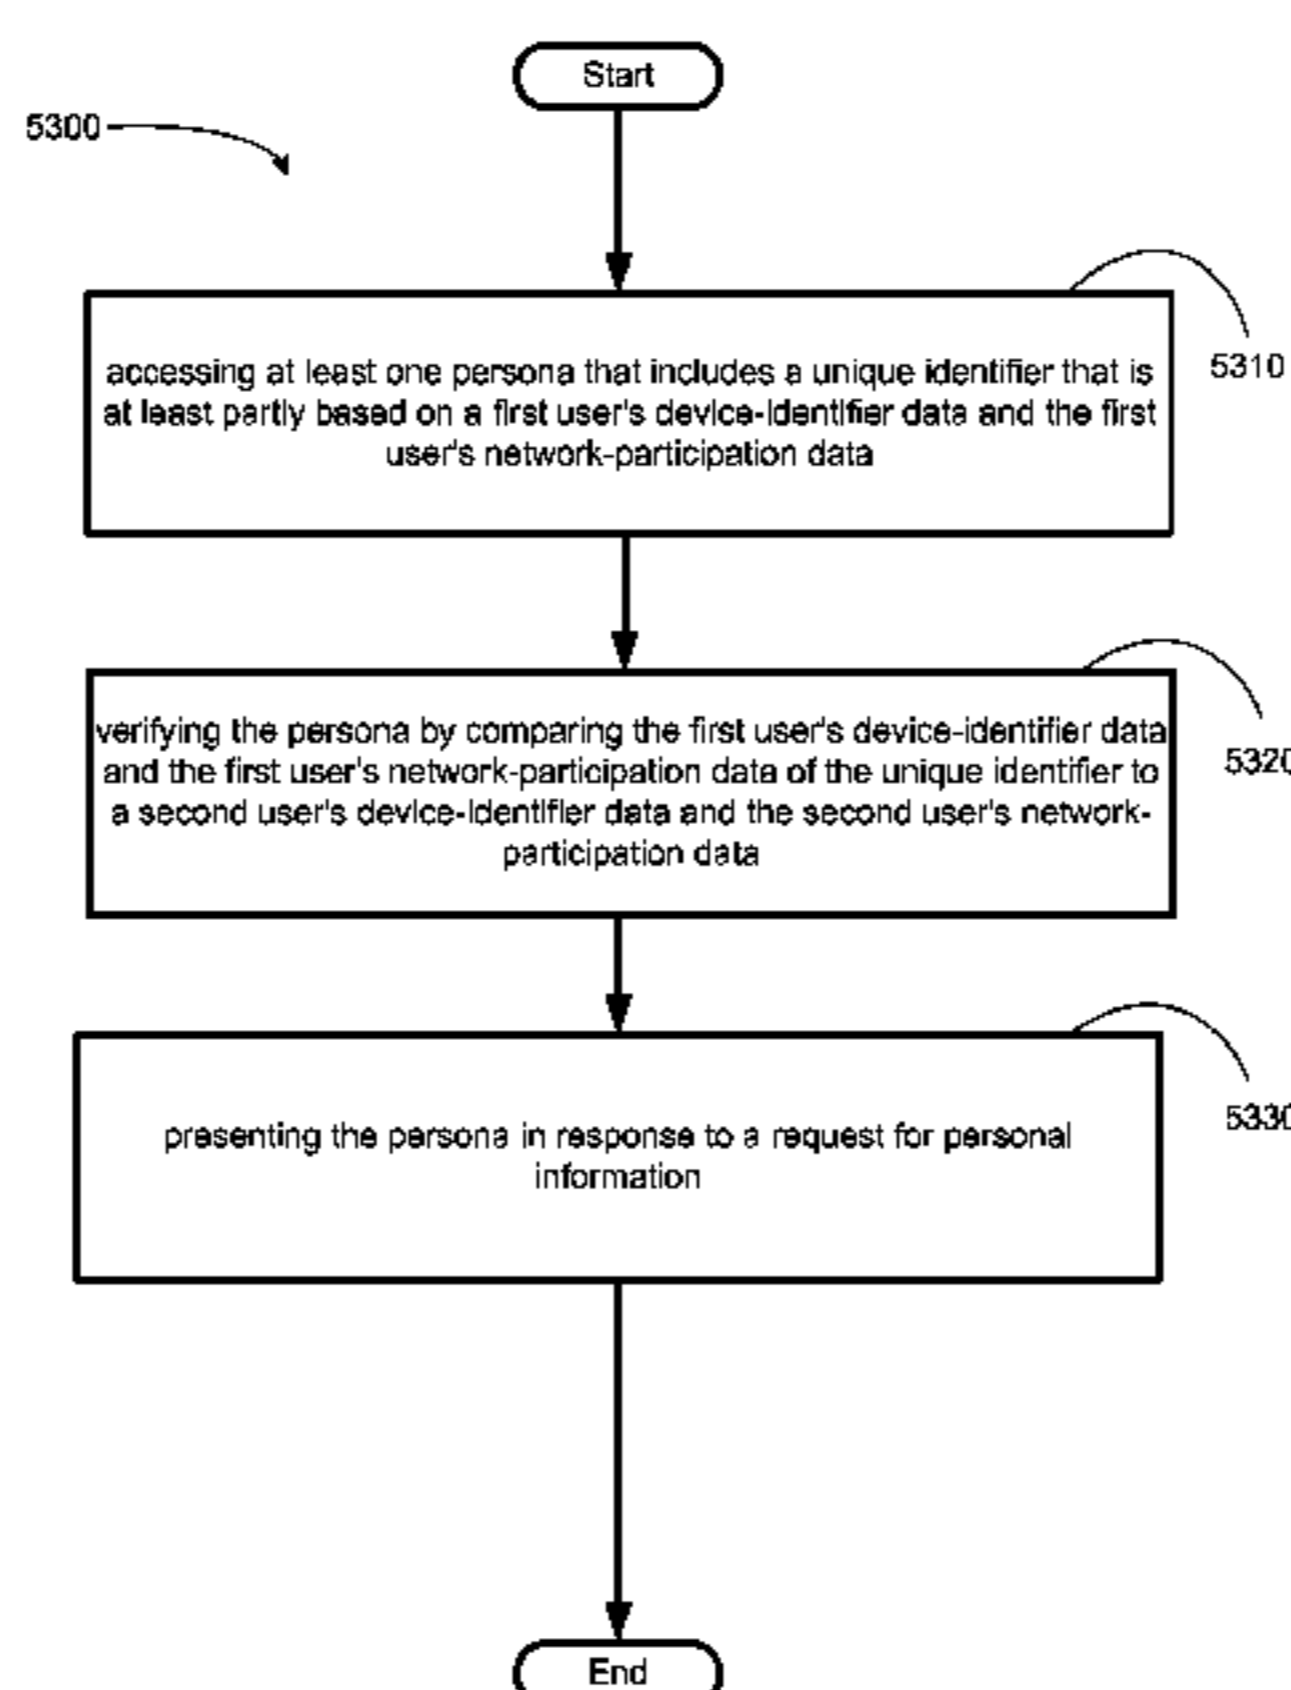 Start
5300
5310
accessing at least one persona that includes a unique identifier that is
at least partly based on a first user's device-identifier data and the first
user's network-participation data
5320
verifying the persona by comparing the first user's device-identifier data
and the first user's network-participation data of the unique identifier to
a second user's device-identifier data and the second user's network-
participation data
5330
presenting the persona in response to a request for personal
information
End